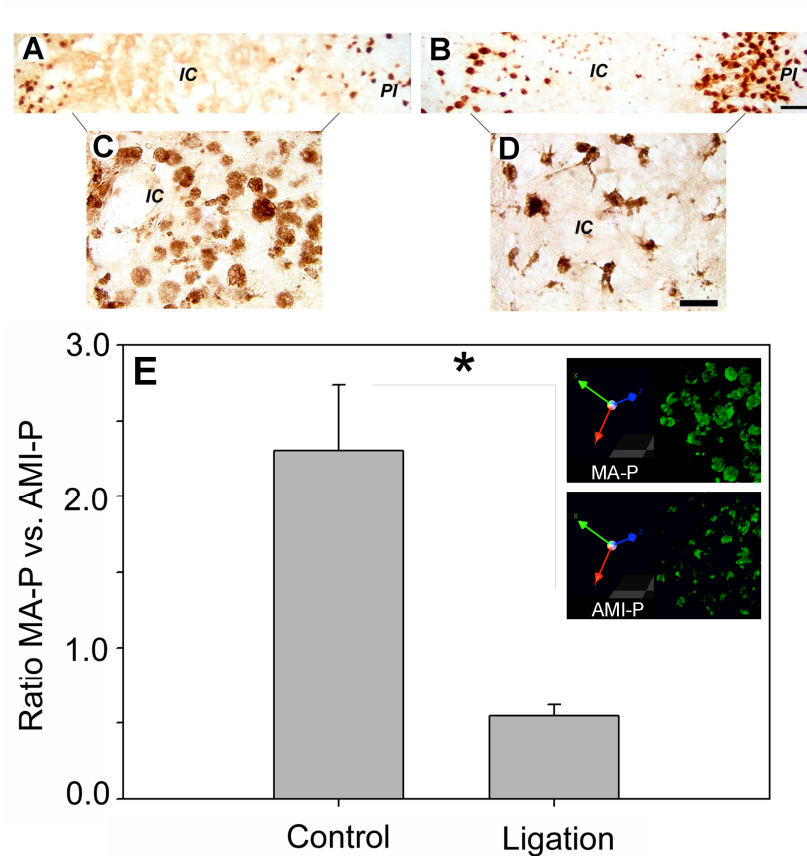 A
IC
PI
B
IC
PI
C
IC
D
IC
E
*
Ratio MA-P vs. AMI-P
3.0
2.0
1.0
0.0
X
Z
MA-P
X
Z
AMI-P
Control
Ligation